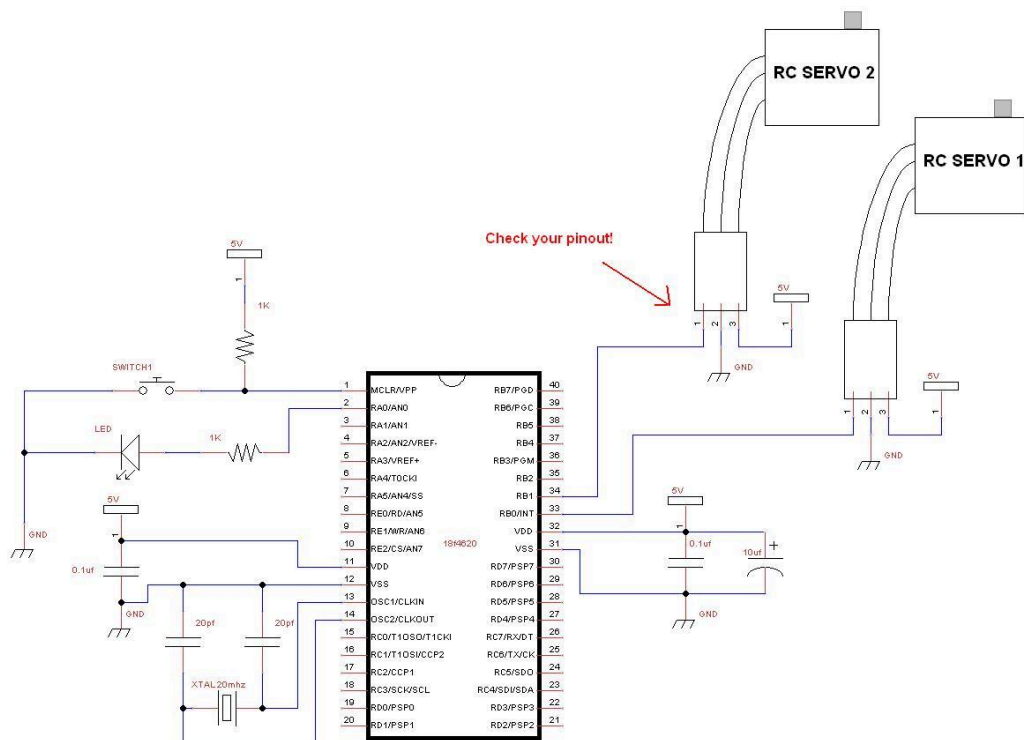 RC SERVO 2
RC SERVO 1
Check your pinout!
5V
1
1K
5V
1
1 2 3
GND
5V
1
1 2 3
GND
SWITCH1
LED
1K
GND
5V
1
0.1uf
GND
20pf
20pf
XTAL20mhz
18f4620
1 MCLR/VPP
2 RA0/AN0
3 RA1/AN1
4 RA2/AN2/VREF-
5 RA3/VREF+
6 RA4/TOCKI
7 RA5/AN4/SS
8 RE0/RD/AN5
9 RE1/WR/AN6
10 RE2/CS/AN7
11 VDD
12 VSS
13 OSC1/CLKIN
14 OSC2/CLKOUT
15 RC0/T1OSO/T1CKI
16 RC1/T1OSI/CCP2
17 RC2/CCP1
18 RC3/SCK/SCL
19 RD0/PSP0
20 RD1/PSP1
RB7/PGD 40
RB6/PGC 39
RB5 38
RB4 37
RB3/PGM 36
RB2 35
RB1 34
RB0/INT 33
VDD 32
VSS 31
RD7/PSP7 30
RD6/PSP6 29
RD5/PSP5 28
RD4/PSP4 27
RC7/RX/DT 26
RC6/TX/CK 25
RC5/SDO 24
RC4/SDI/SDA 23
RD3/PSP3 22
RD2/PSP2 21
5V
1
0.1uf
10uf
+
GND